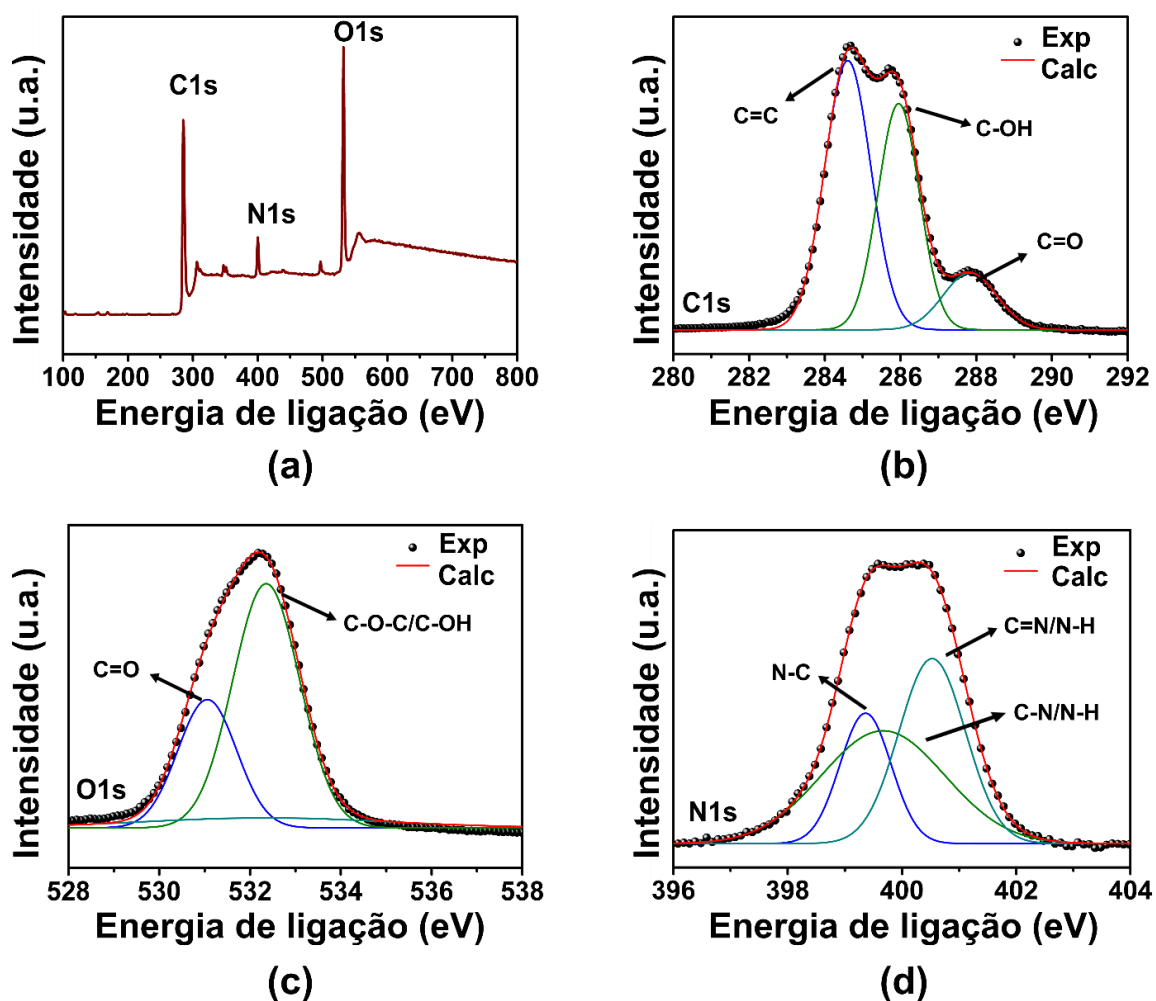 O1s
C1s
N1s
Intensidade (u.a.)
100 200 300 400 500 600 700 800
Energia de ligação (eV)
(a)
Exp
Calc
C=C
C-OH
C=O
C1s
Intensidade (u.a.)
280 282 284 286 288 290 292
Energia de ligação (eV)
(b)
Exp
Calc
C-O-C/C-OH
C=O
O1s
Intensidade (u.a.)
528 530 532 534 536 538
Energia de ligação (eV)
(c)
Exp
Calc
C=N/N-H
N-C
C-N/N-H
N1s
Intensidade (u.a.)
396 398 400 402 404
Energia de ligação (eV)
(d)